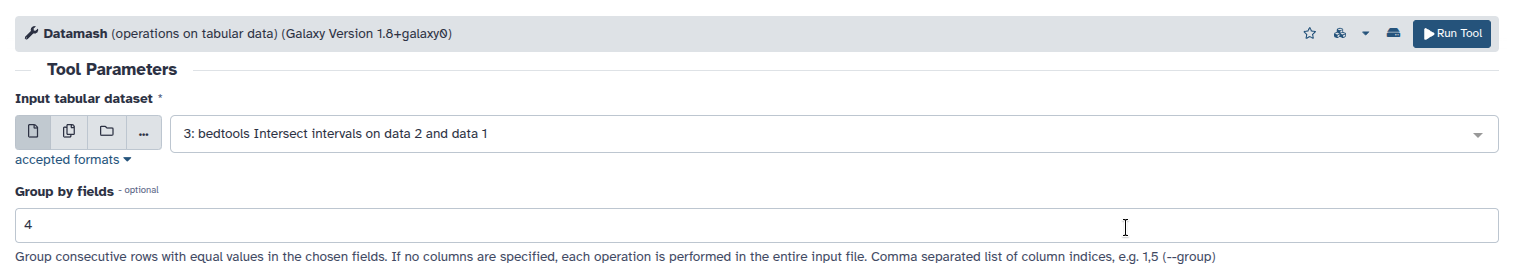 Datamash (operations on tabular data) (Galaxy Version 1.8+galaxy0) Run Tool
Tool Parameters
Input tabular dataset *
... 3: bedtools Intersect intervals on data 2 and data 1
accepted formats
Group by fields - optional
4
Group consecutive rows with equal values in the chosen fields. If no columns are specified, each operation is performed in the entire input file. Comma separated list of column indices, e.g. 1,5 (--group)